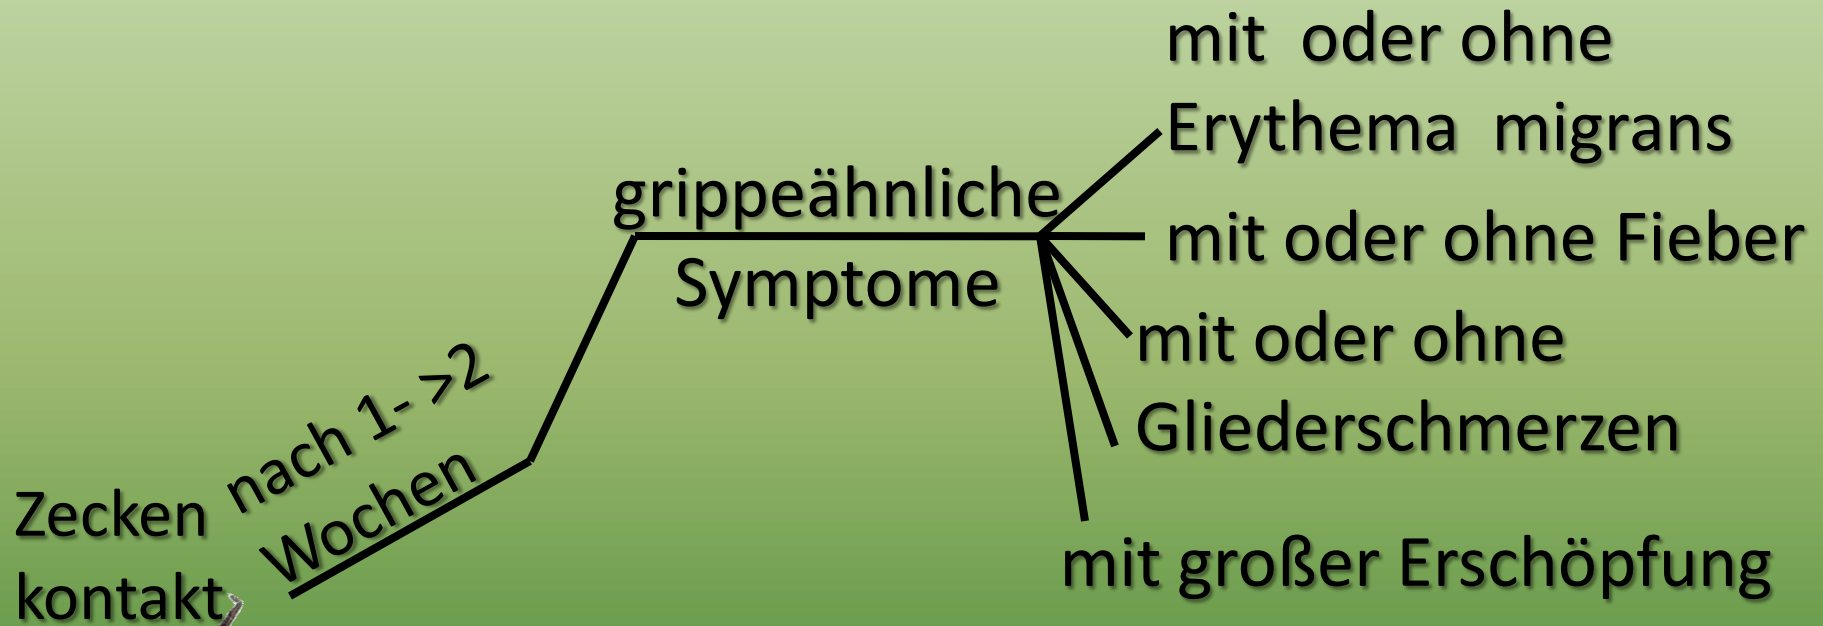 mit oder ohne
Erythema migrans
grippeähnliche
Symptome
mit oder ohne Fieber
mit oder ohne
Gliederschmerzen
mit großer Erschöpfung
nach 1- >2
Wochen
Zecken
kontakt